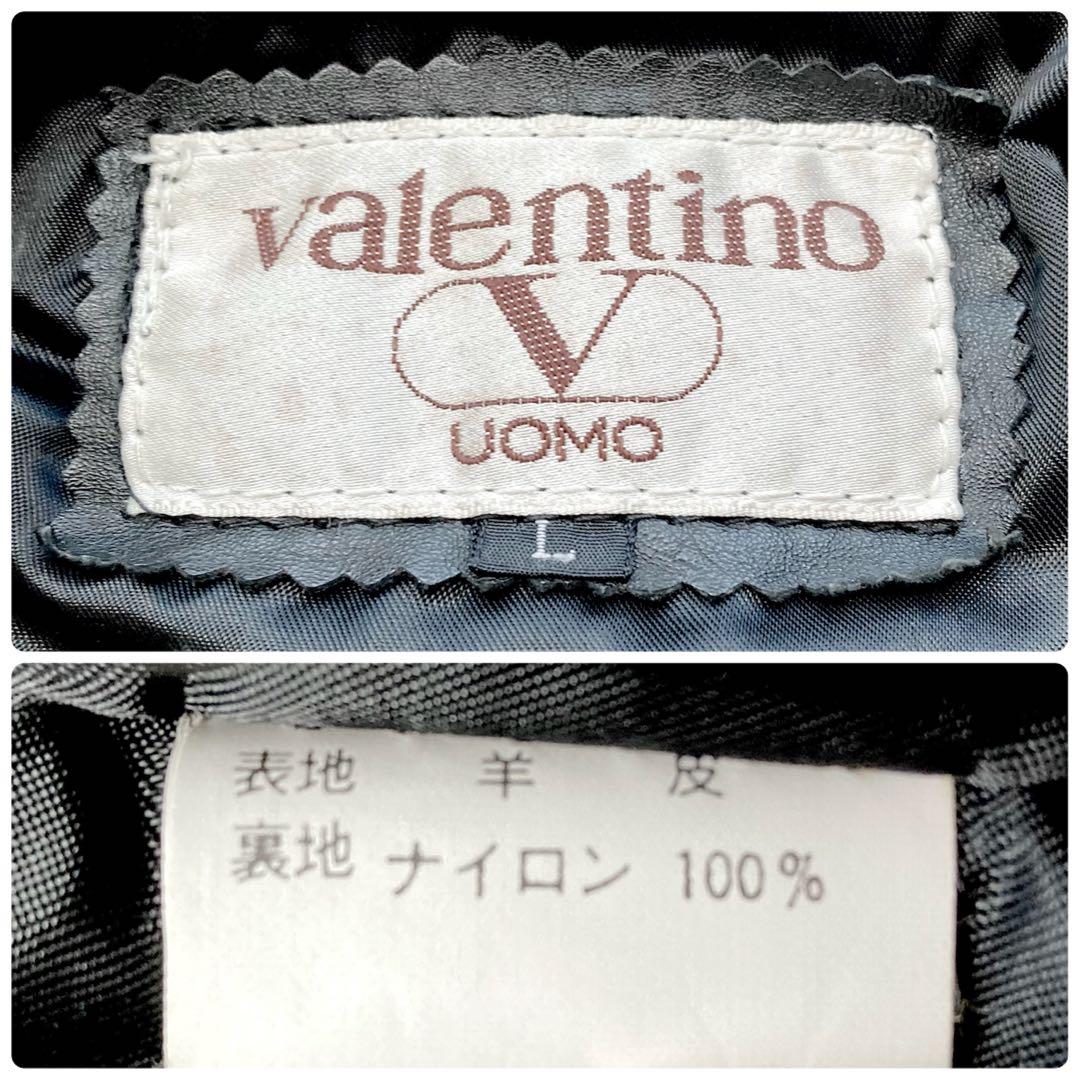 valentino
V
UOMO
L
表地 羊 皮
裏地 ナイロン 100%